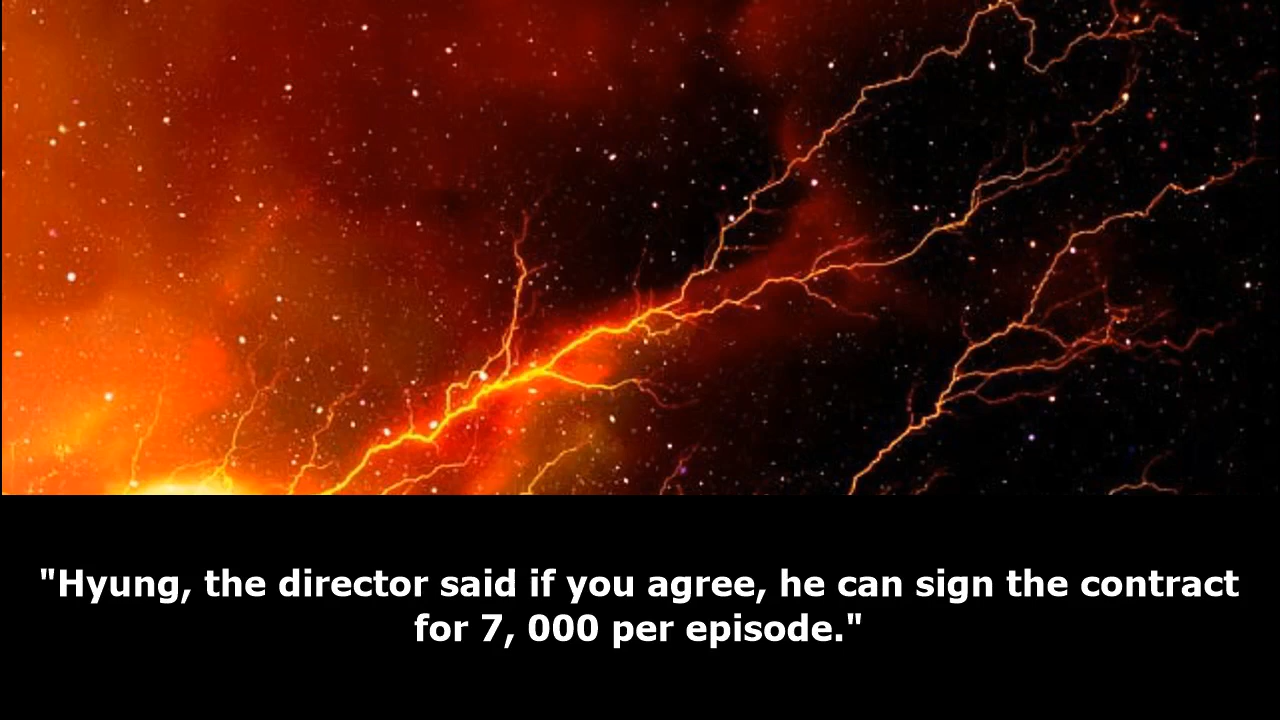 "Hyung, the director said if you agree, he can sign the contract
for 7, 000 per episode."